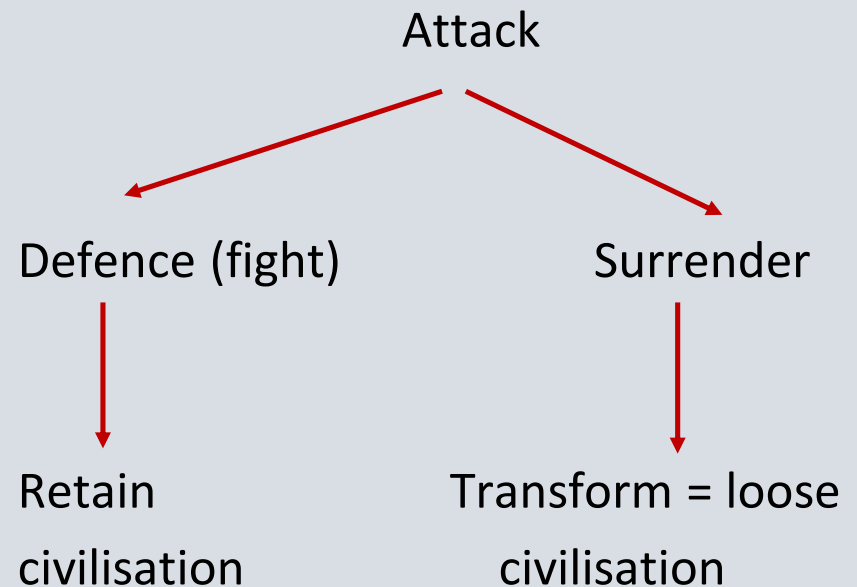 Attack
Defence (fight)
Surrender
Retain
civilisation
Transform = loose
civilisation